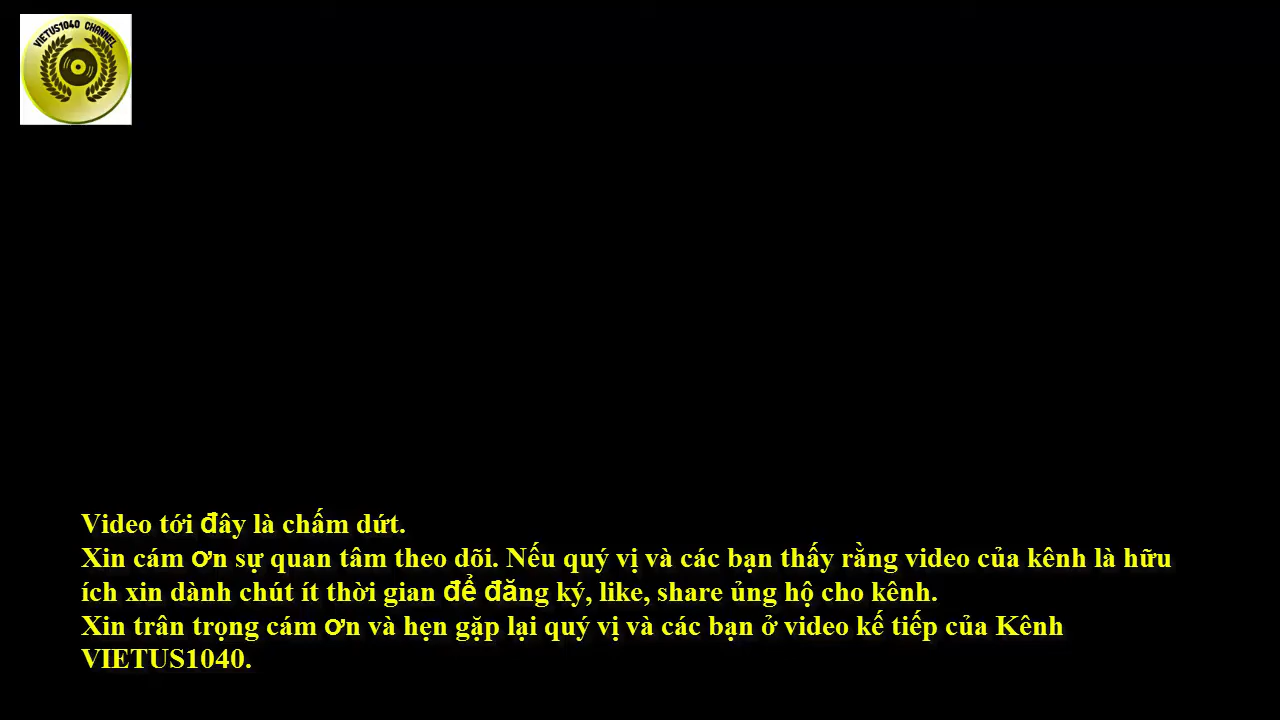 VIETUS1040 CHANNEL
Video tới đây là chấm dứt.
Xin cám ơn sự quan tâm theo dõi. Nếu quý vị và các bạn thấy rằng video của kênh là hữu
ích xin dành chút ít thời gian để đăng ký, like, share ủng hộ cho kênh.
Xin trân trọng cám ơn và hẹn gặp lại quý vị và các bạn ở video kế tiếp của Kênh
VIETUS1040.